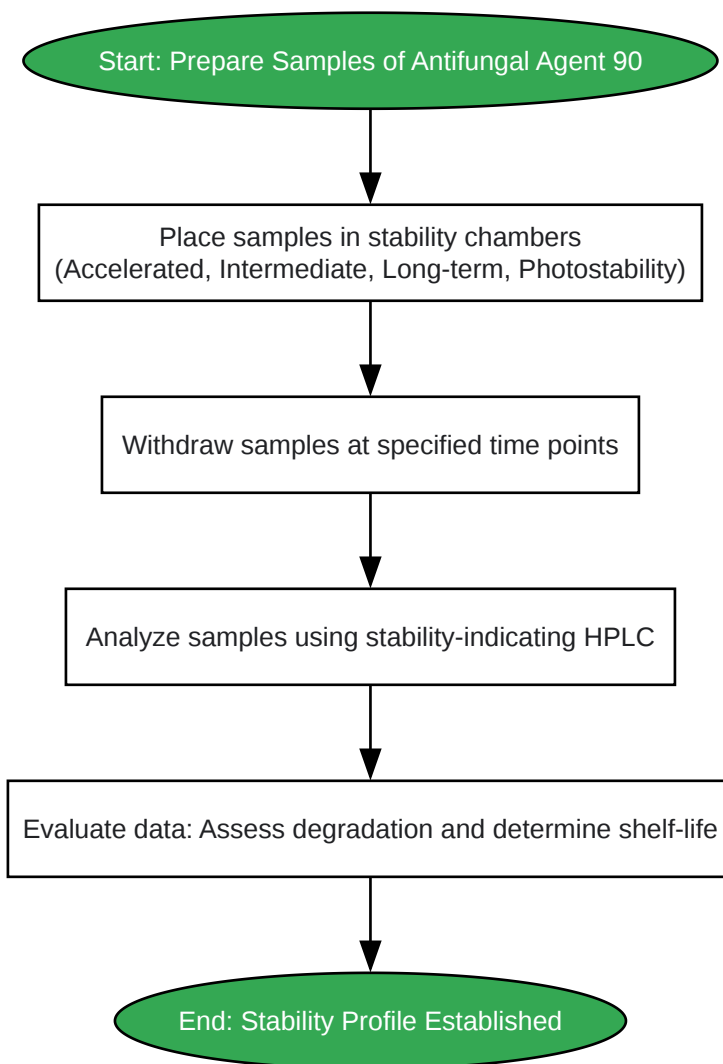 Start: Prepare Samples of Antifungal Agent 90
Place samples in stability chambers
(Accelerated, Intermediate, Long-term, Photostability)
Withdraw samples at specified time points
Analyze samples using stability-indicating HPLC
Evaluate data: Assess degradation and determine shelf-life
End: Stability Profile Established